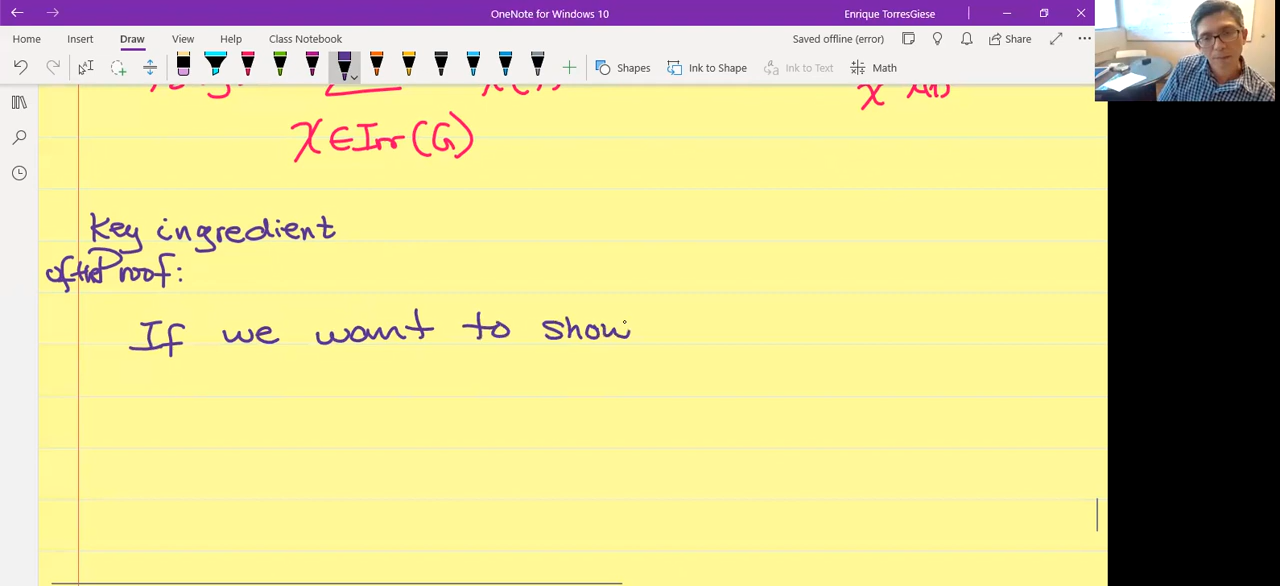 OneNote for Windows 10
Enrique TorresGiese
Home Insert Draw View Help Class Notebook
Saved offline (error)
Share
Shapes
Ink to Shape
Ink to Text
Math
χ ∈ Irr(G)
Key ingredient
of the Proof:
If we want to show